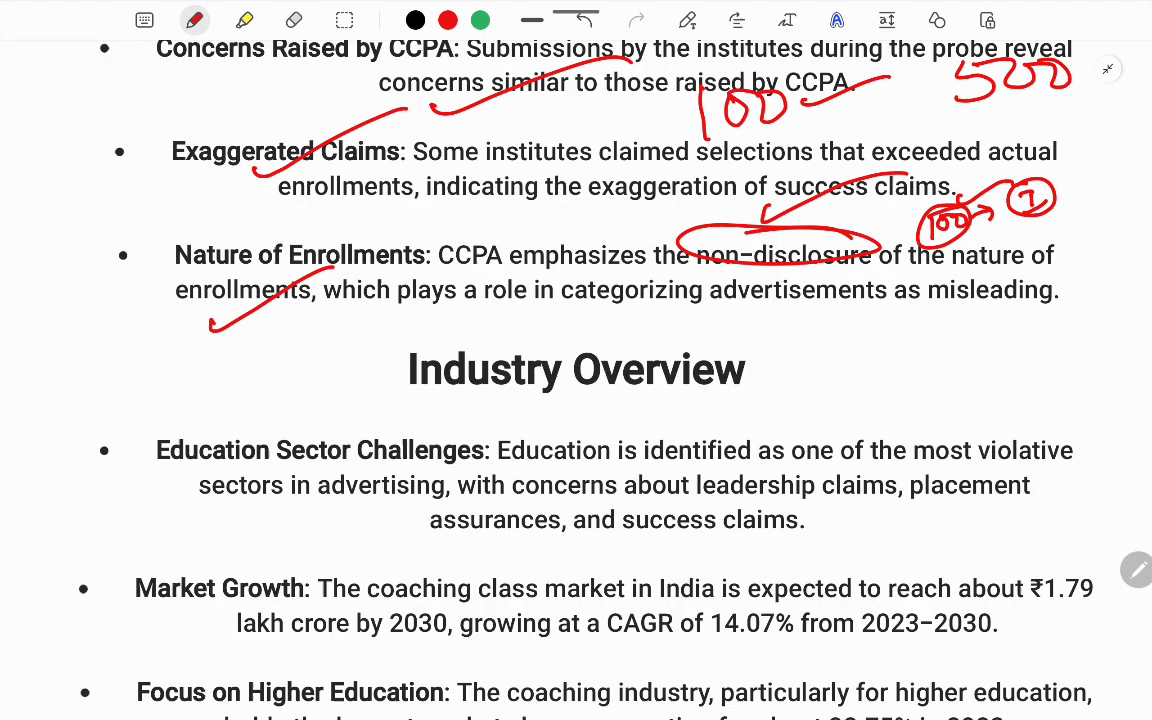 Concerns Raised by CCPA: Submissions by the institutes during the probe reveal
concerns similar to those raised by CCPA.
100 500
Exaggerated Claims: Some institutes claimed selections that exceeded actual
enrollments, indicating the exaggeration of success claims.
100
Nature of Enrollments: CCPA emphasizes the non-disclosure of the nature of
enrollments, which plays a role in categorizing advertisements as misleading.
Industry Overview
Education Sector Challenges: Education is identified as one of the most violative
sectors in advertising, with concerns about leadership claims, placement
assurances, and success claims.
Market Growth: The coaching class market in India is expected to reach about ₹1.79
lakh crore by 2030, growing at a CAGR of 14.07% from 2023-2030.
Focus on Higher Education: The coaching industry, particularly for higher education,